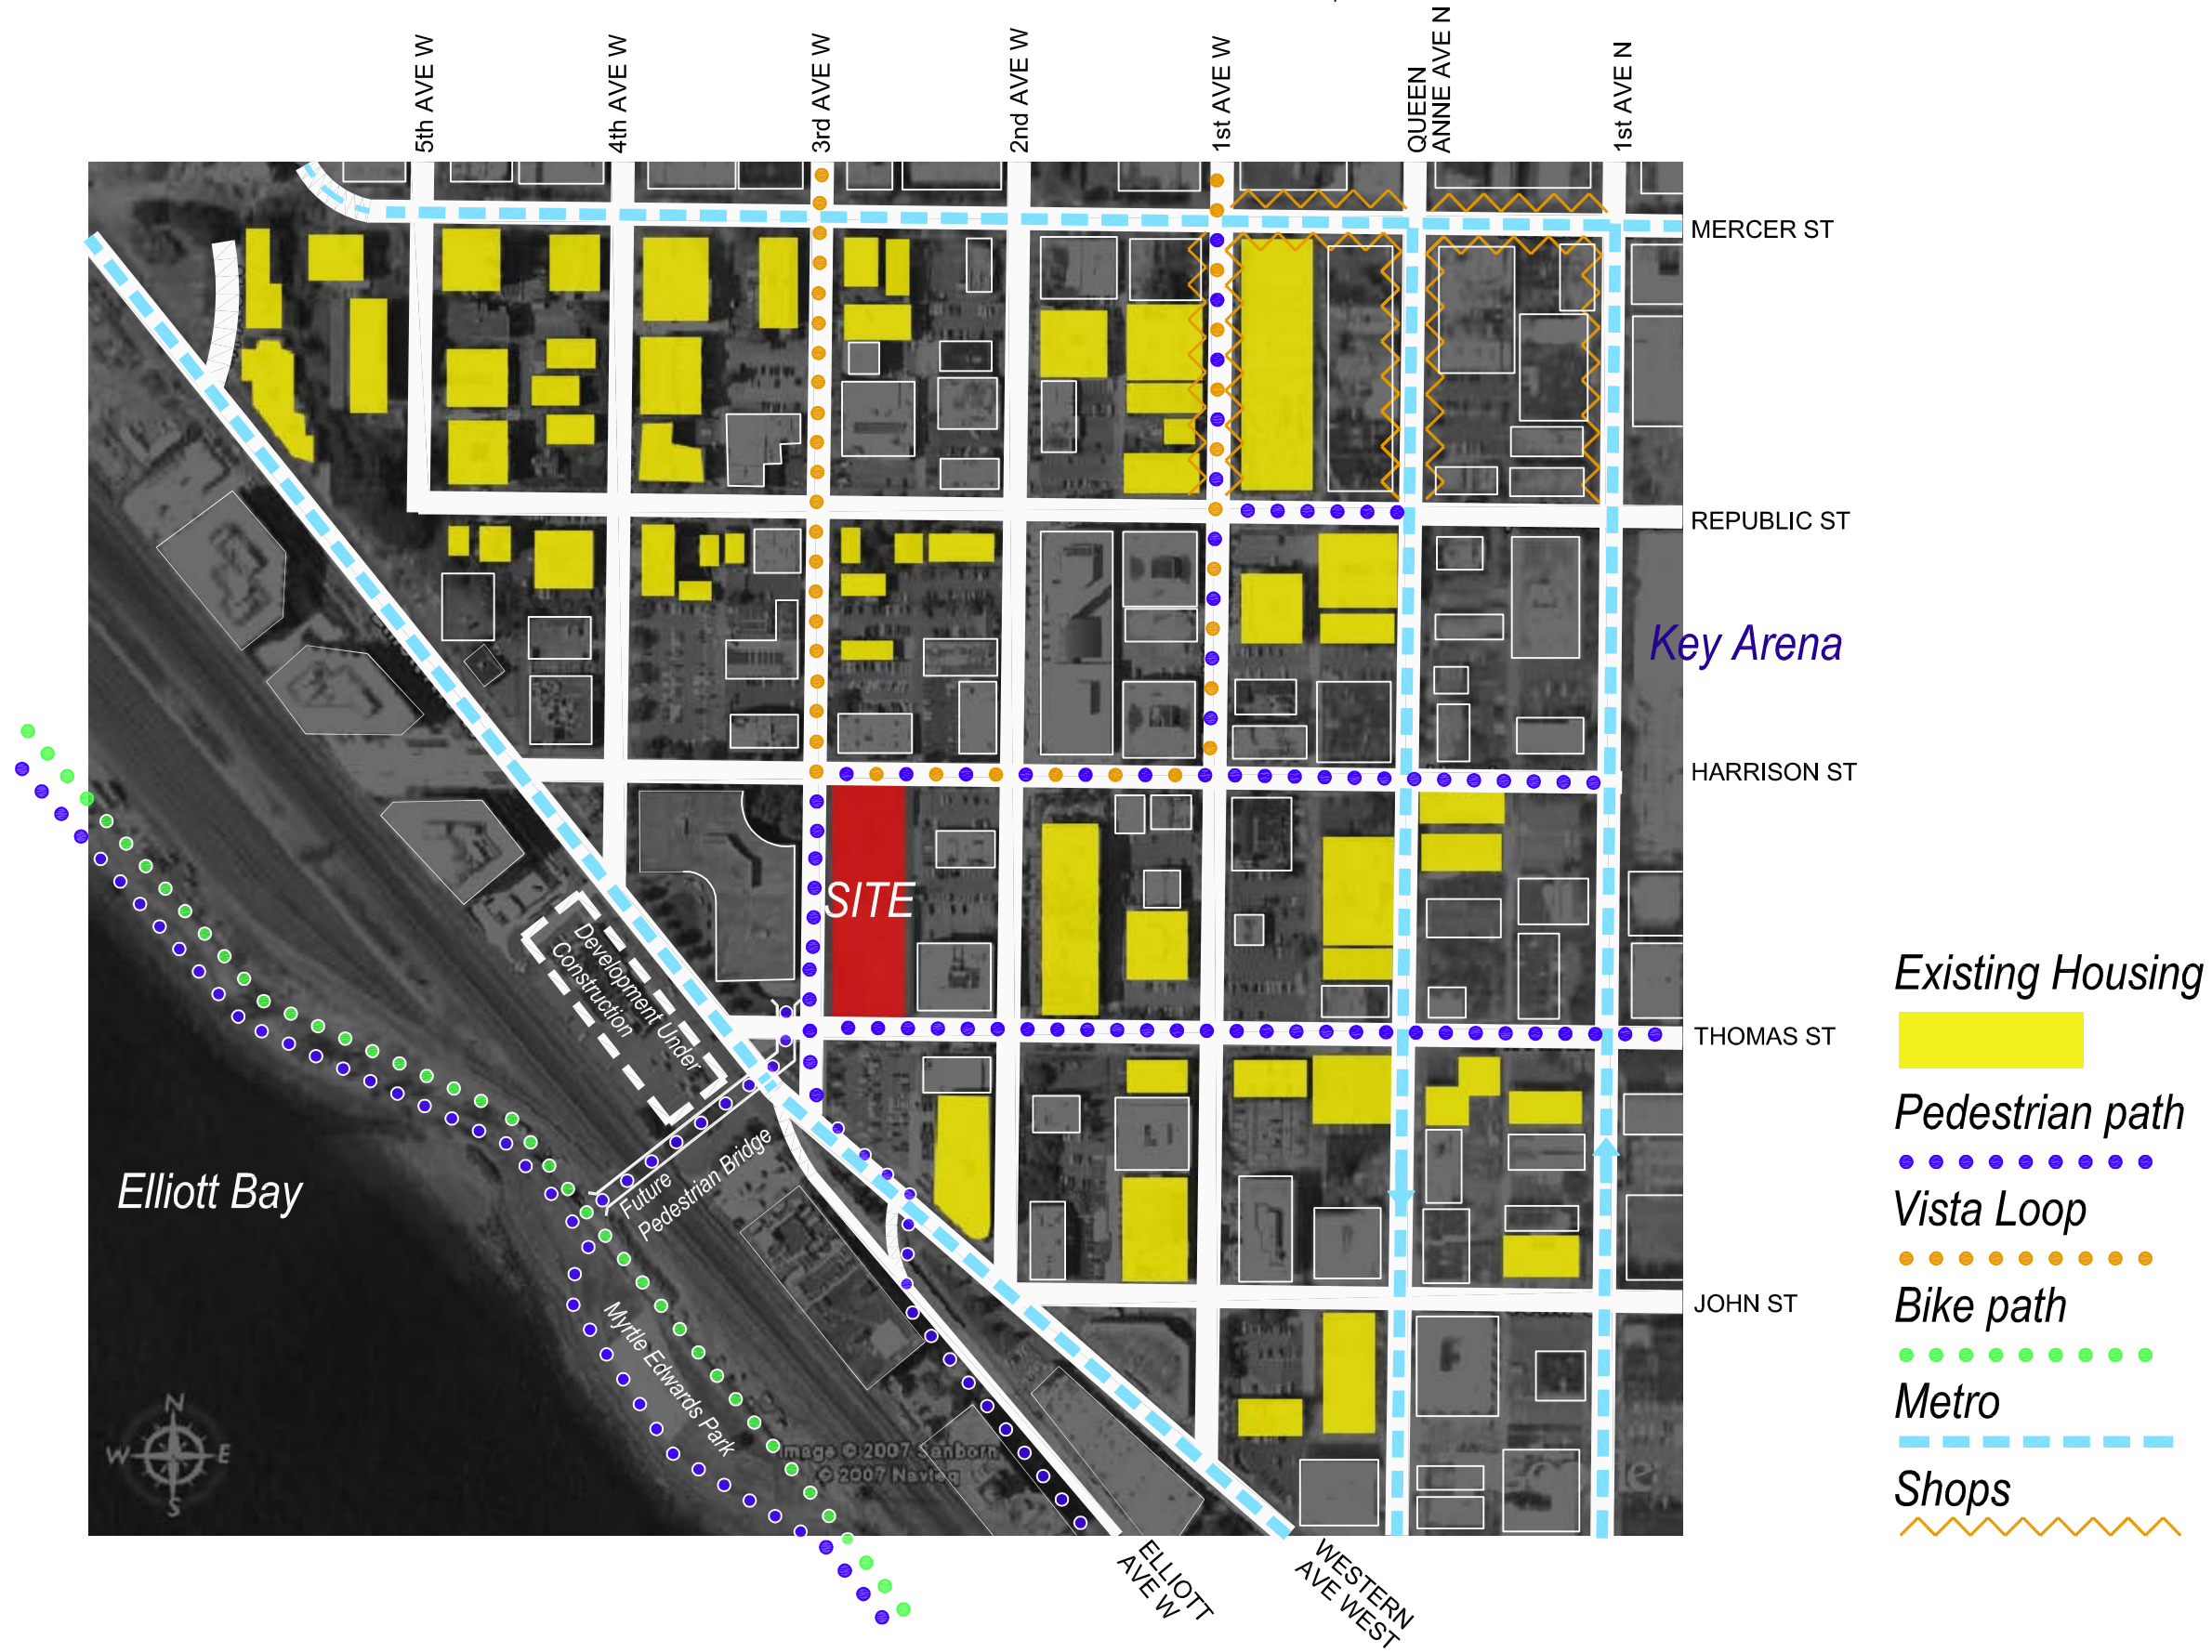 5th AVE W
4th AVE W
3rd AVE W
2nd AVE W
1st AVE W
QUEEN
ANNE AVE N
1st AVE N
MERCER ST
REPUBLIC ST
Key Arena
HARRISON ST
SITE
Development Under
Construction
THOMAS ST
Future
Pedestrian Bridge
Elliott Bay
JOHN ST
Myrtle Edwards Park
N
W E
S
Image © 2007 Sanborn
© 2007 Navteq
ELLIOTT
AVE W
WESTERN
AVE WEST
Existing Housing
Pedestrian path
Vista Loop
Bike path
Metro
Shops